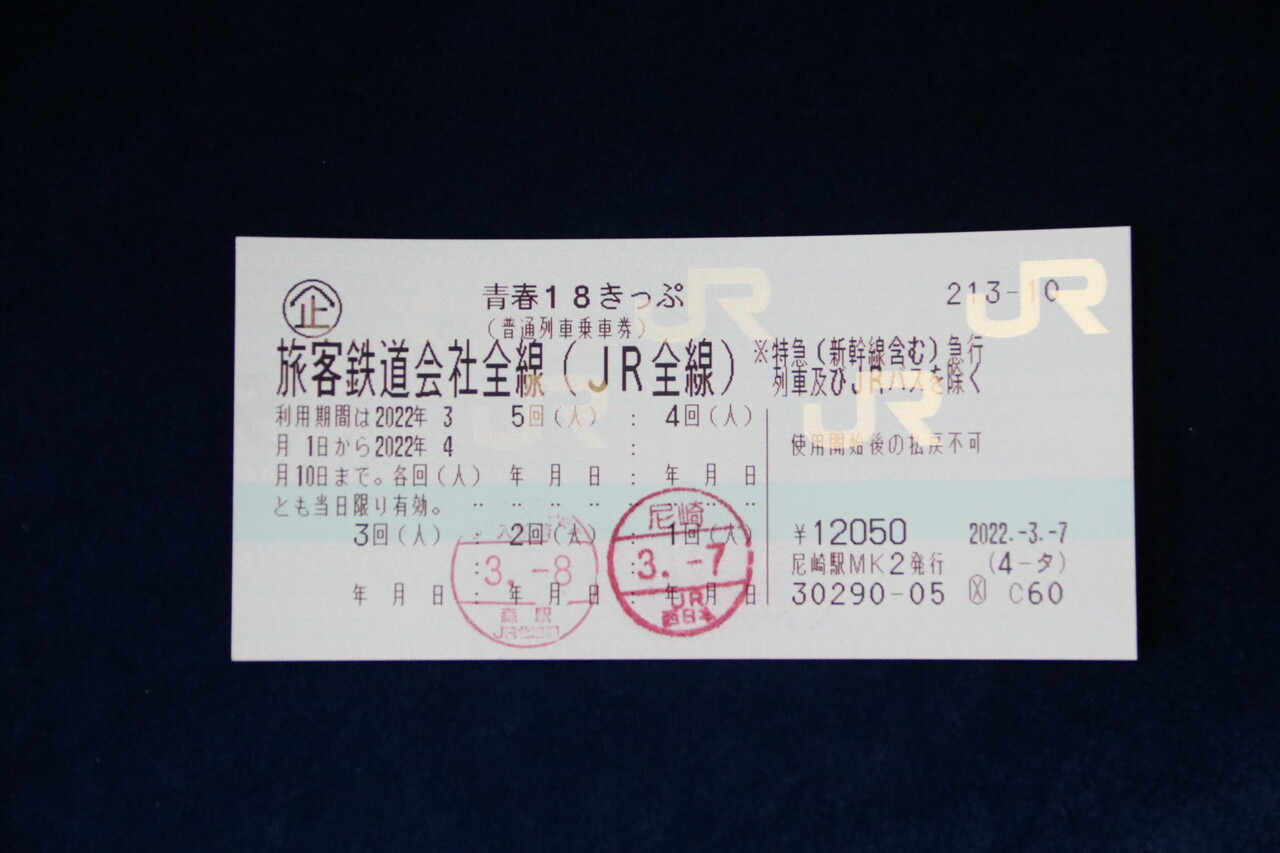 企
青春18きっぷ
213-10
(普通列車乗車券)
旅客鉄道会社全線(JR全線)
※特急(新幹線含む)急行
列車及びJRバスを除く
利用期間は2022年 3
月 1日から2022年 4
月10日まで。各回(人)
とも当日限り有効。
5回(人) : 4回(人)
:
年 月 日 : 年 月 日
3回(人) : 2回(人) : 1回(人)
: :
年 月 日 : 年 月 日 : 年 月 日
使用開始後の払戻不可
¥12050 2022.-3.-7
尼崎駅MK2発行 (4-タ)
30290-05 C60
3.-8
森駅
尼崎
3.-7
JR
西日本
JR
JR
JR
JR